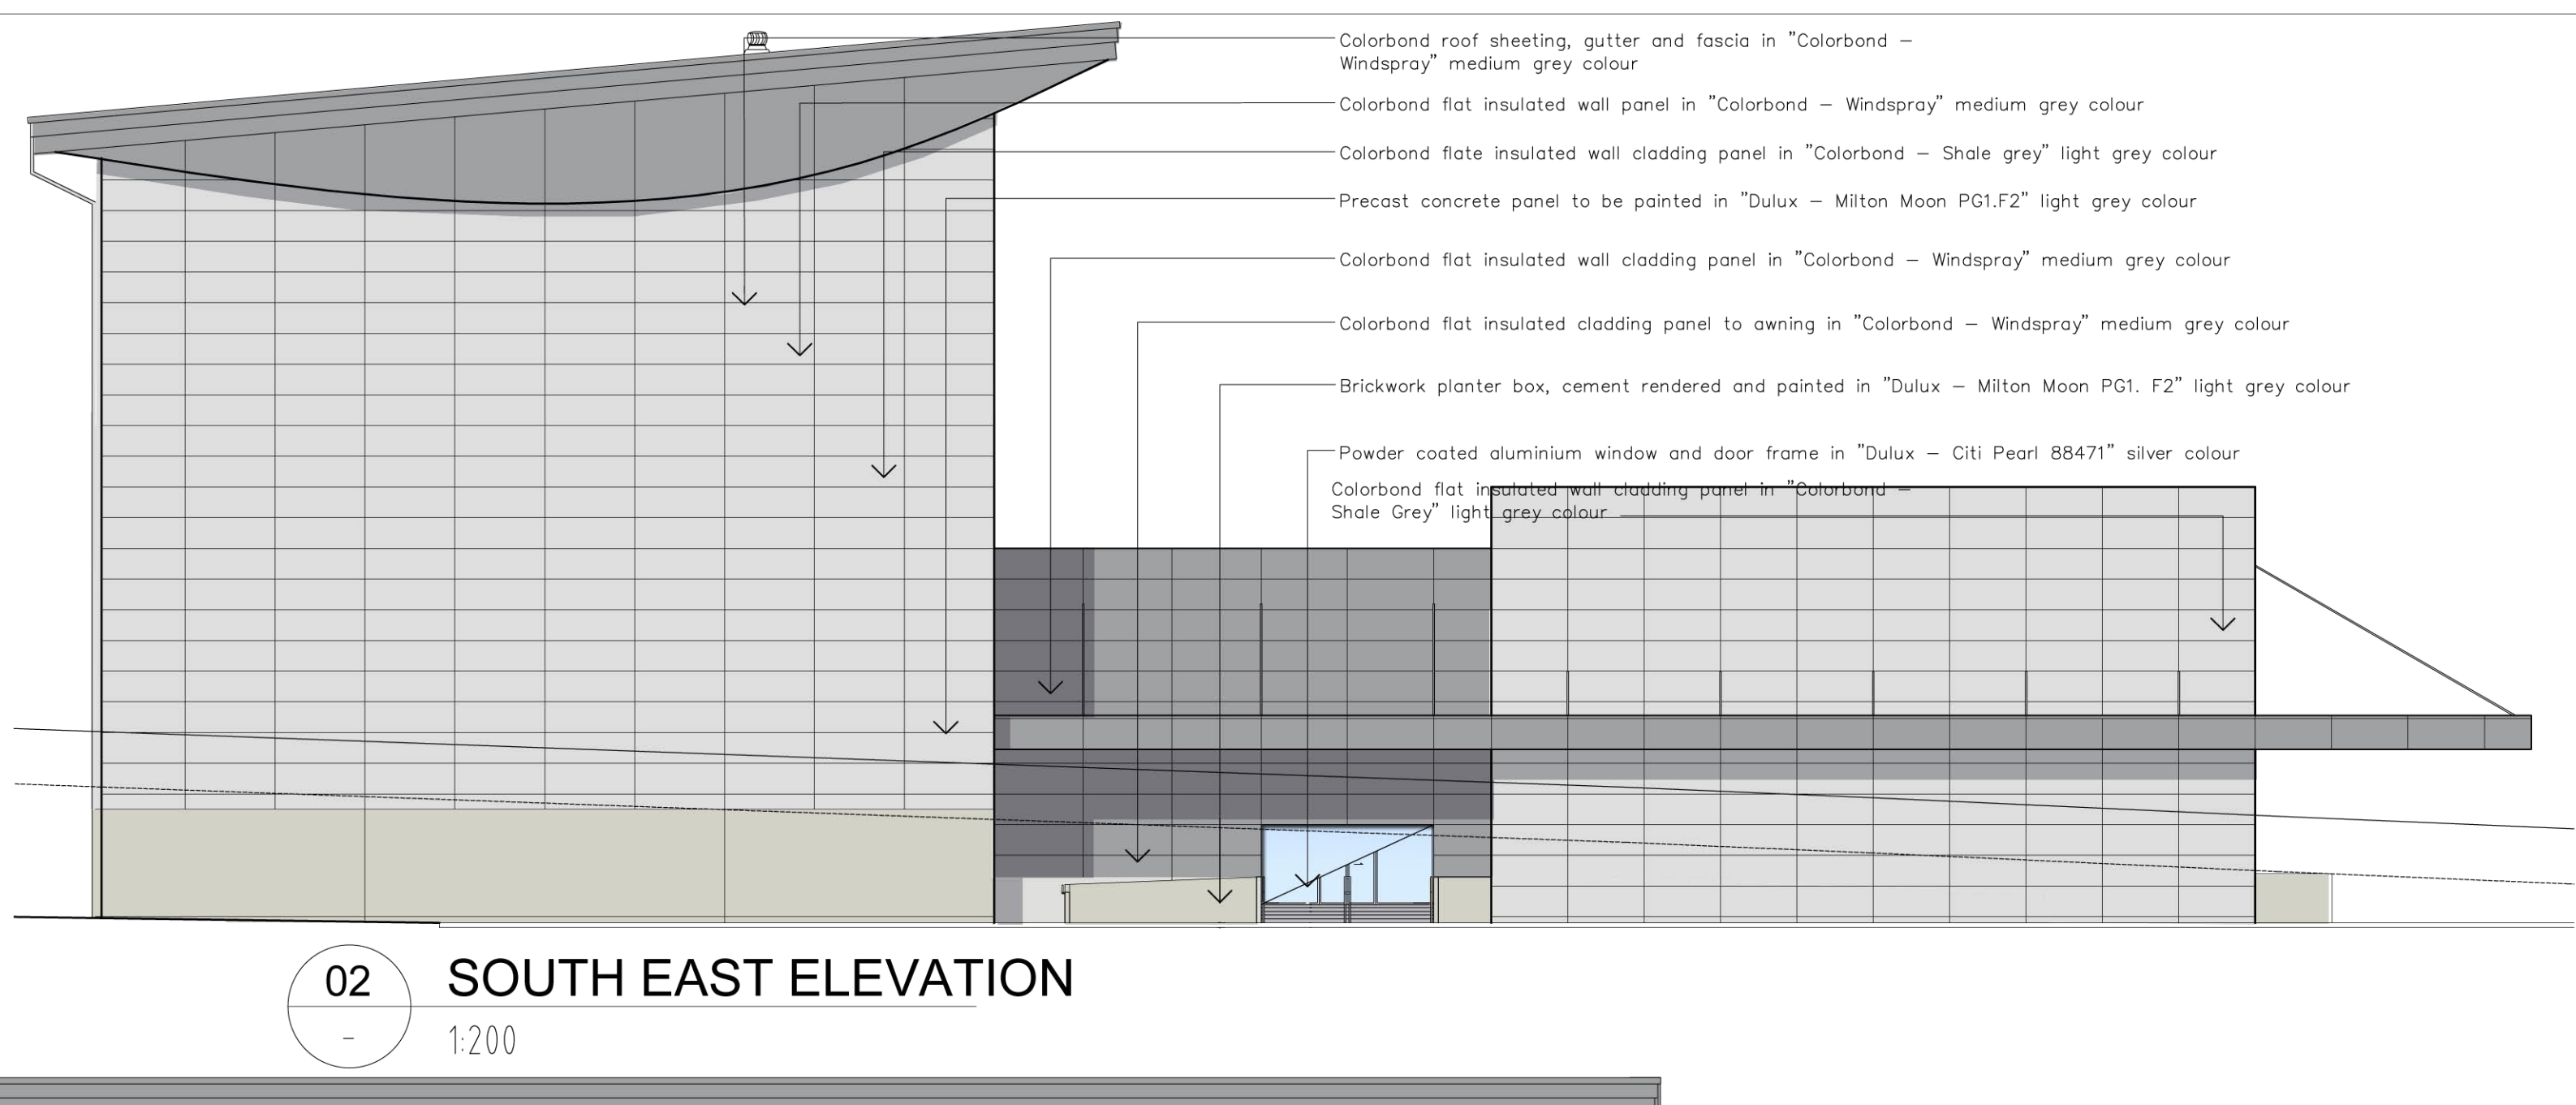 Colorbond roof sheeting, gutter and fascia in "Colorbond –
Windspray" medium grey colour
Colorbond flat insulated wall panel in "Colorbond – Windspray" medium grey colour
Colorbond flate insulated wall cladding panel in "Colorbond – Shale grey" light grey colour
Precast concrete panel to be painted in "Dulux – Milton Moon PG1.F2" light grey colour
Colorbond flat insulated wall cladding panel in "Colorbond – Windspray" medium grey colour
Colorbond flat insulated cladding panel to awning in "Colorbond – Windspray" medium grey colour
Brickwork planter box, cement rendered and painted in "Dulux – Milton Moon PG1. F2" light grey colour
Powder coated aluminium window and door frame in "Dulux – Citi Pearl 88471" silver colour
Colorbond flat insulated wall cladding panel in "Colorbond –
Shale Grey" light grey colour
02
SOUTH EAST ELEVATION
–
1:200